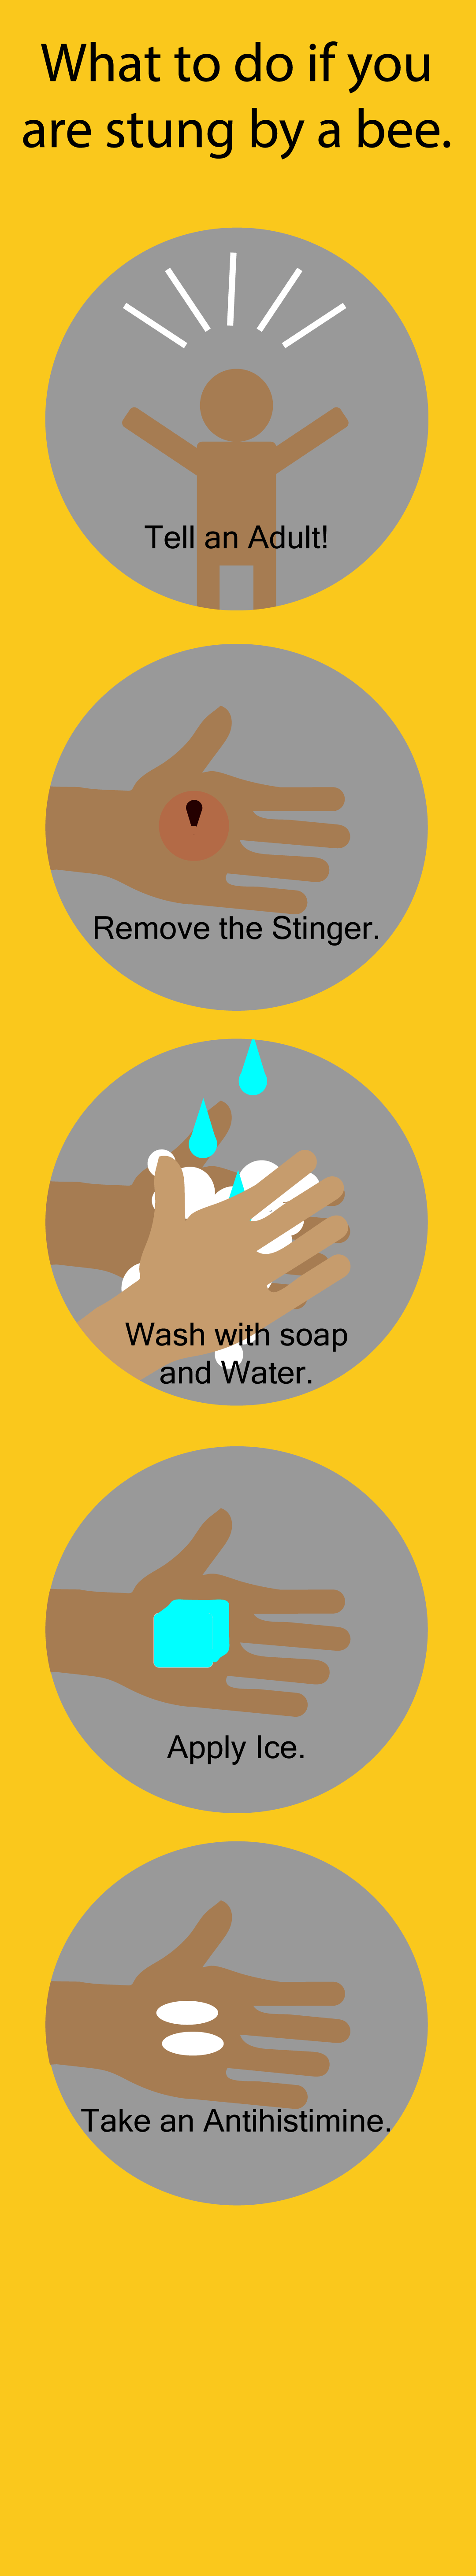 What to do if you
are stung by a bee.
Tell an Adult!
Remove the Stinger.
Wash with soap
and Water.
Apply Ice.
Take an Antihistimine.